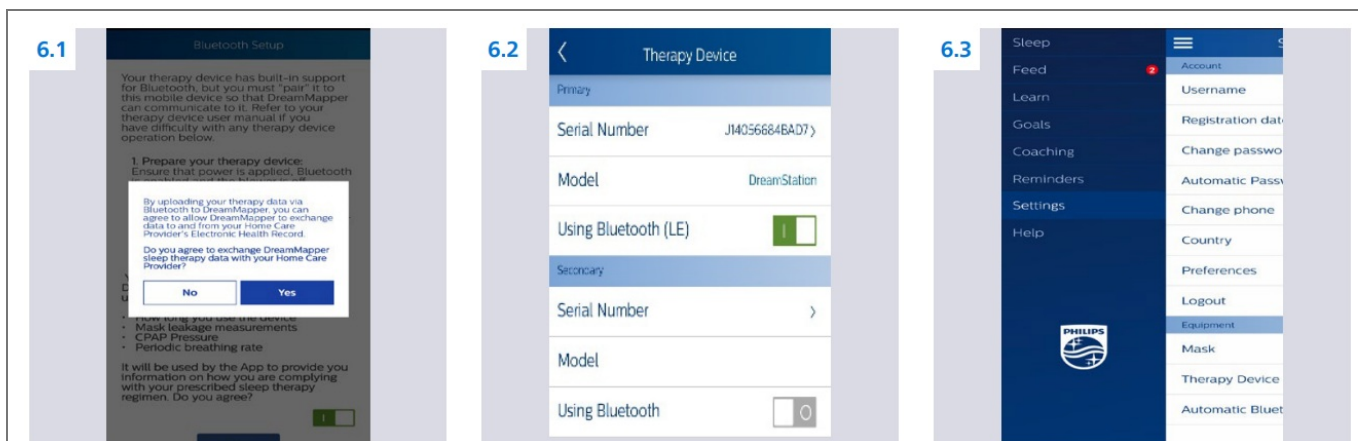 6.1
Bluetooth Setup
Your therapy device has built-in support
for Bluetooth, but you must "pair" it to
this mobile device so that DreamMapper
can communicate to it. Refer to your
therapy device user manual if you
have difficulty with any therapy device
operation below.
1. Prepare your therapy device:
Ensure that power is applied, Bluetooth
By uploading your therapy data via
Bluetooth to DreamMapper, you can
agree to allow DreamMapper to exchange
data to and from your Home Care
Provider's Electronic Health Record.
Do you agree to exchange DreamMapper
sleep therapy data with your Home Care
Provider?
No
Yes
• How long you use the device
• Mask leakage measurements
• CPAP Pressure
• Periodic breathing rate
It will be used by the App to provide you
information on how you are complying
with your prescribed sleep therapy
regimen. Do you agree?
6.2
Therapy Device
Primary
Serial Number J14056684BAD7
Model DreamStation
Using Bluetooth (LE)
Secondary
Serial Number
Model
Using Bluetooth
6.3
Sleep
Feed 2
Learn
Goals
Coaching
Reminders
Settings
Help
PHILIPS
S
Account
Username
Registration dat
Change passwo
Automatic Passw
Change phone
Country
Preferences
Logout
Equipment
Mask
Therapy Device
Automatic Bluet